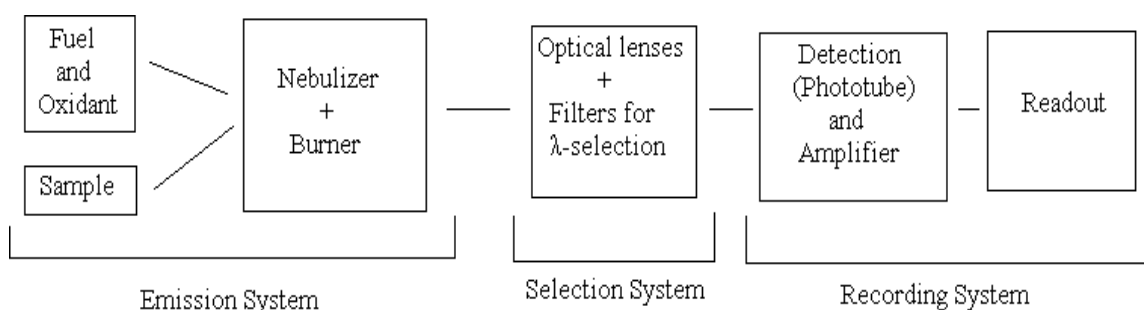 Fuel
and
Oxidant
Sample
Nebulizer
+
Burner
Optical lenses
+
Filters for
λ-selection
Detection
(Phototube)
and
Amplifier
Readout
Emission System
Selection System
Recording System